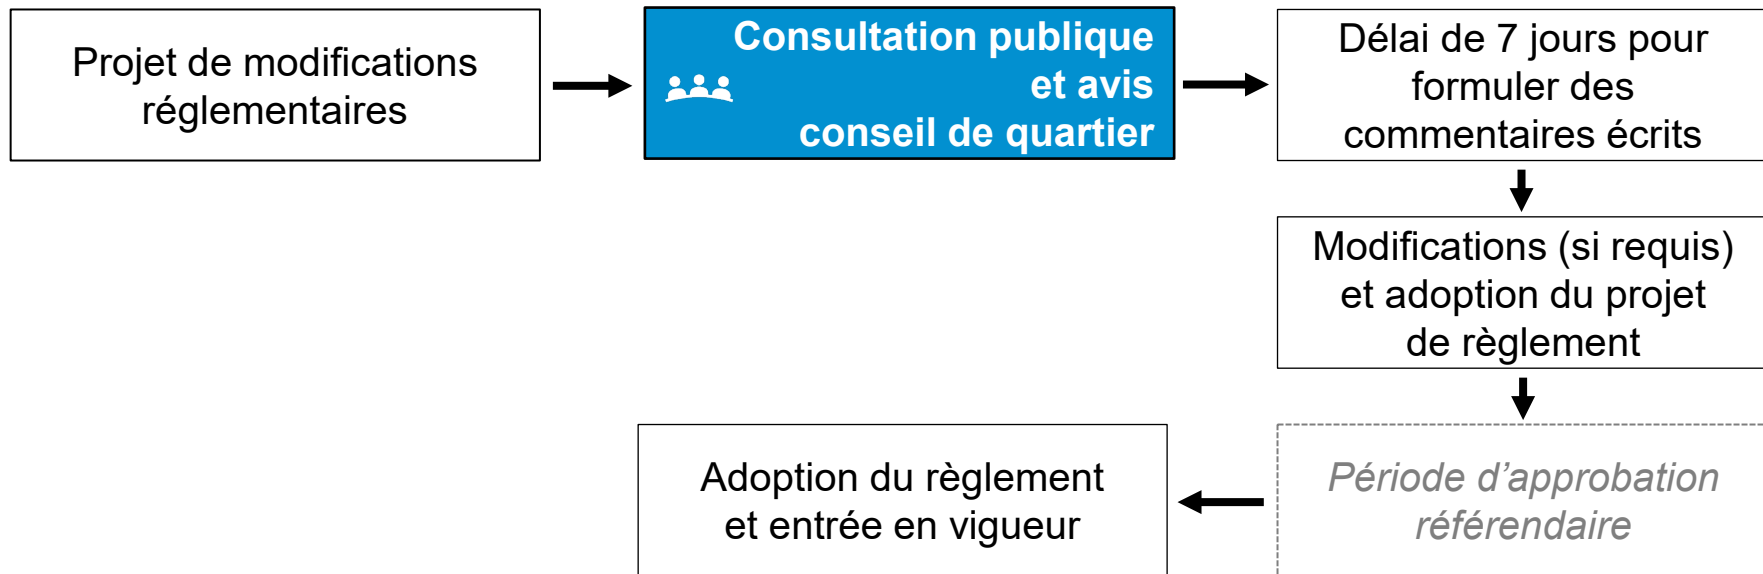 Projet de modifications
réglementaires
Consultation publique
et avis
conseil de quartier
Délai de 7 jours pour
formuler des
commentaires écrits
Modifications (si requis)
et adoption du projet
de règlement
Période d’approbation
référendaire
Adoption du règlement
et entrée en vigueur